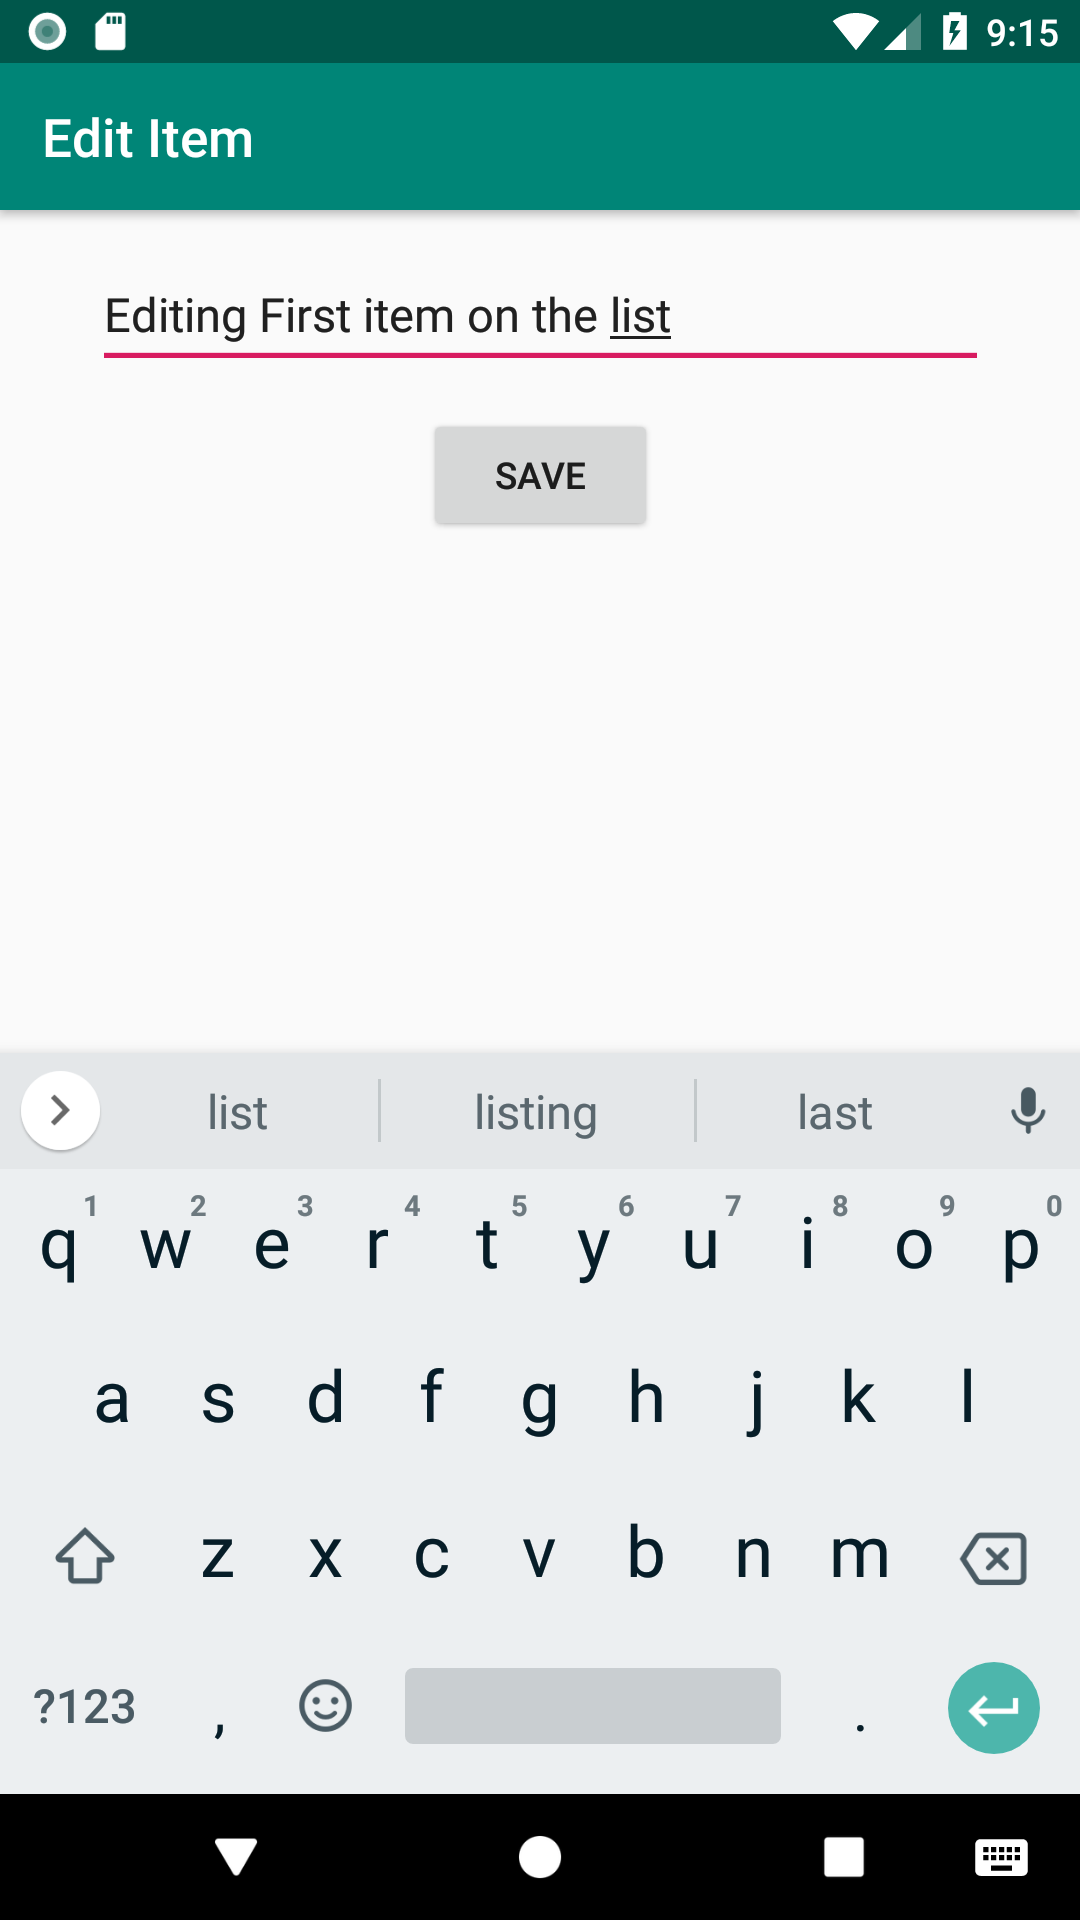 9:15
Edit Item
Editing First item on the list
SAVE
list listing last
1 2 3 4 5 6 7 8 9 0
q w e r t y u i o p
a s d f g h j k l
z x c v b n m
?123 , .